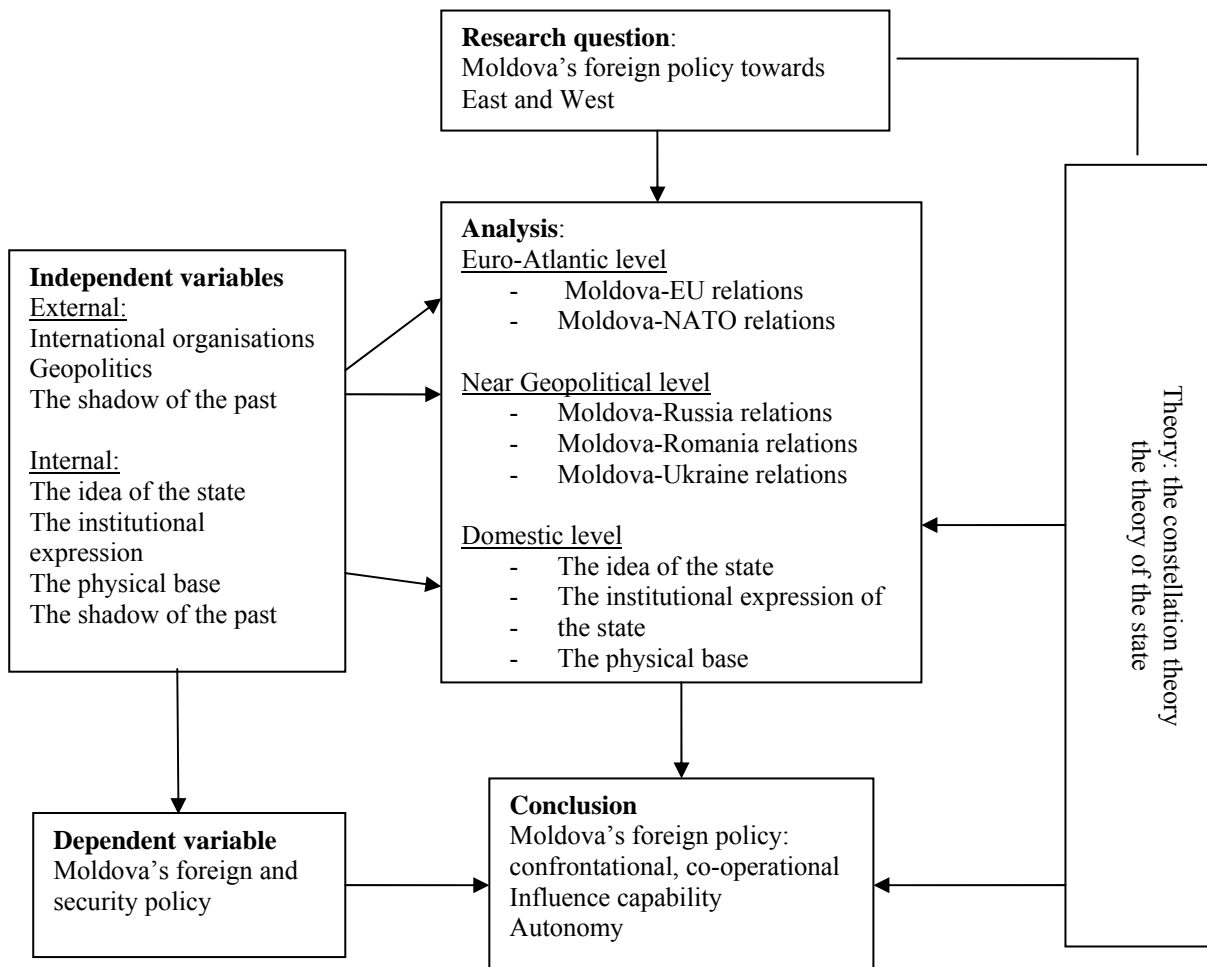 Research question:
Moldova’s foreign policy towards
East and West
Independent variables
External:
International organisations
Geopolitics
The shadow of the past
Internal:
The idea of the state
The institutional
expression
The physical base
The shadow of the past
Analysis:
Euro-Atlantic level
- Moldova-EU relations
- Moldova-NATO relations
Near Geopolitical level
- Moldova-Russia relations
- Moldova-Romania relations
- Moldova-Ukraine relations
Domestic level
- The idea of the state
- The institutional expression of
- the state
- The physical base
Theory: the constellation theory
the theory of the state
Dependent variable
Moldova’s foreign and
security policy
Conclusion
Moldova’s foreign policy:
confrontational, co-operational
Influence capability
Autonomy